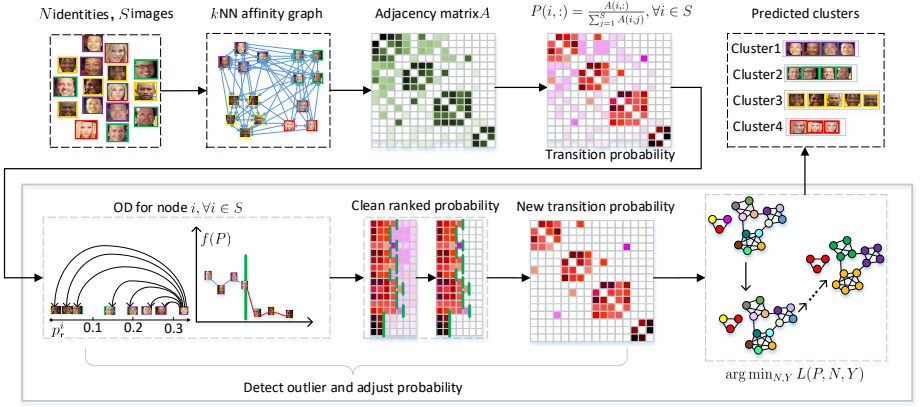 N identities, S images
kNN affinity graph
Adjacency matrix A
P(i,:) = A(i,:) / ∑_{j=1}^{S} A(i,j), ∀i ∈ S
Predicted clusters
Cluster1
Cluster2
Cluster3
Cluster4
Transition probability
OD for node i, ∀i ∈ S
Clean ranked probability
New transition probability
f(P)
p_r^i
0.1
0.2
0.3
arg min_{N,Y} L(P, N, Y)
Detect outlier and adjust probability